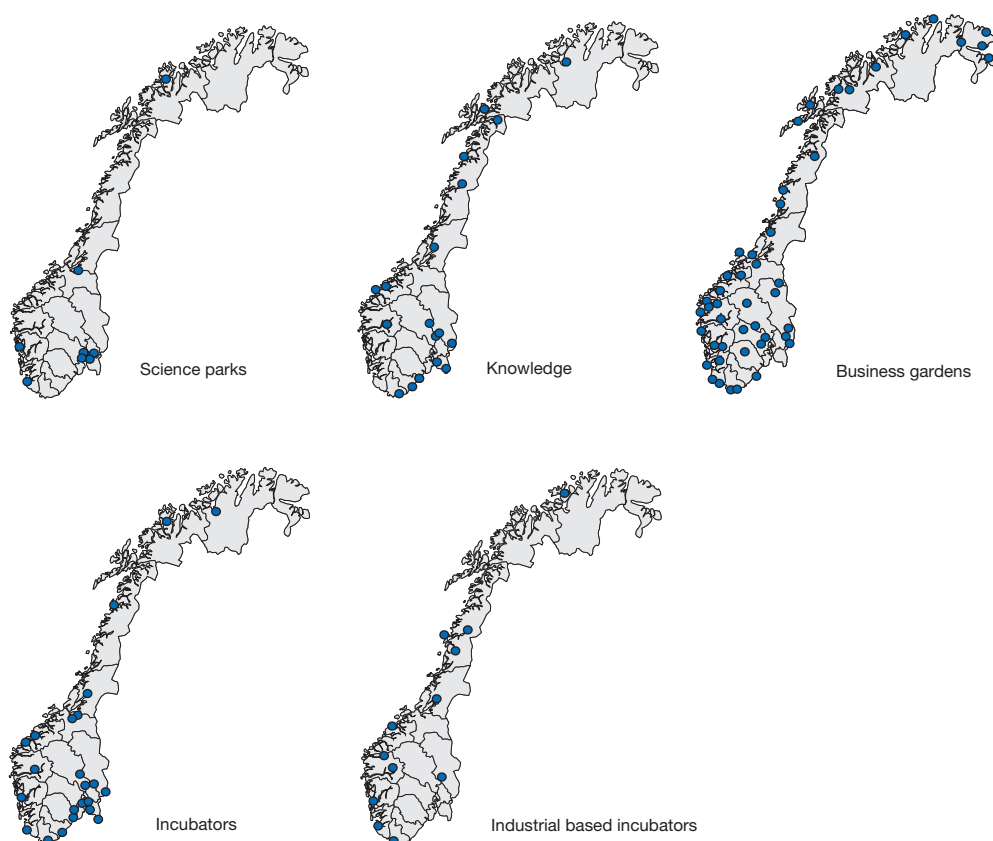 Science parks
Knowledge
Business gardens
Incubators
Industrial based incubators